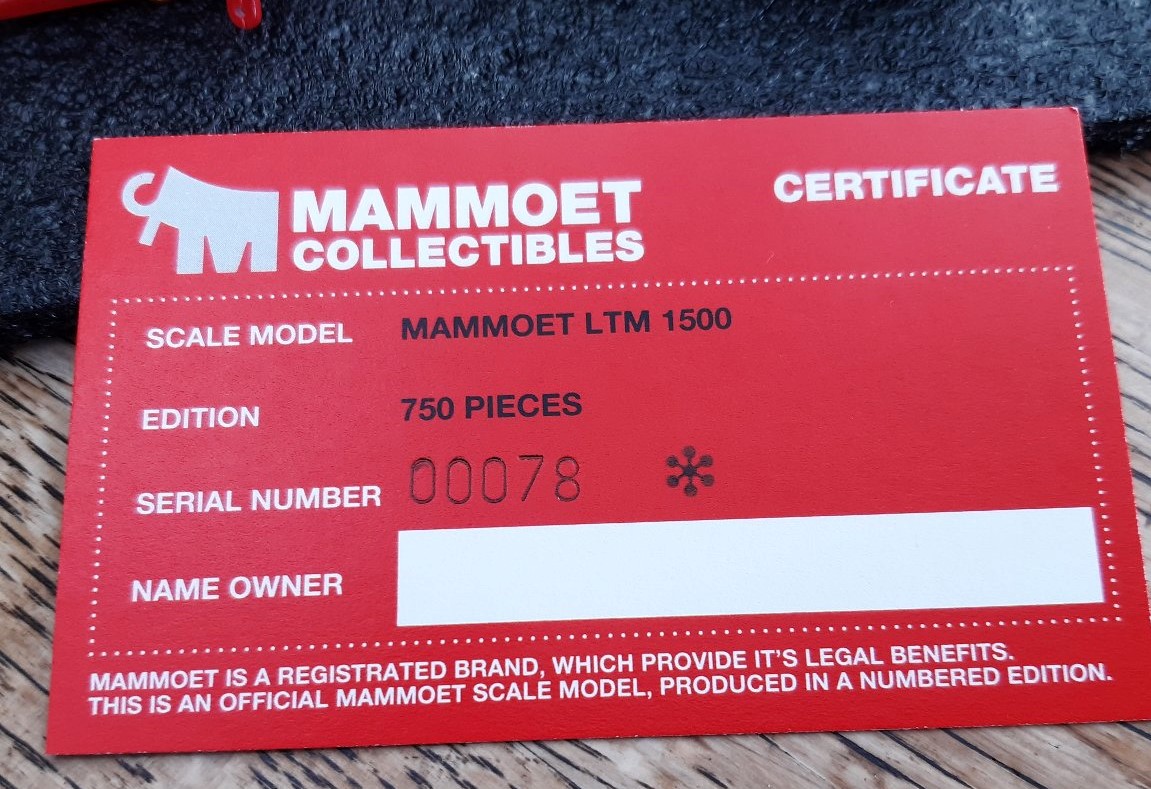 MAMMOET
COLLECTIBLES
CERTIFICATE
SCALE MODEL MAMMOET LTM 1500
EDITION 750 PIECES
SERIAL NUMBER 00078
NAME OWNER
MAMMOET IS A REGISTRATED BRAND, WHICH PROVIDE IT'S LEGAL BENEFITS.
THIS IS AN OFFICIAL MAMMOET SCALE MODEL, PRODUCED IN A NUMBERED EDITION.